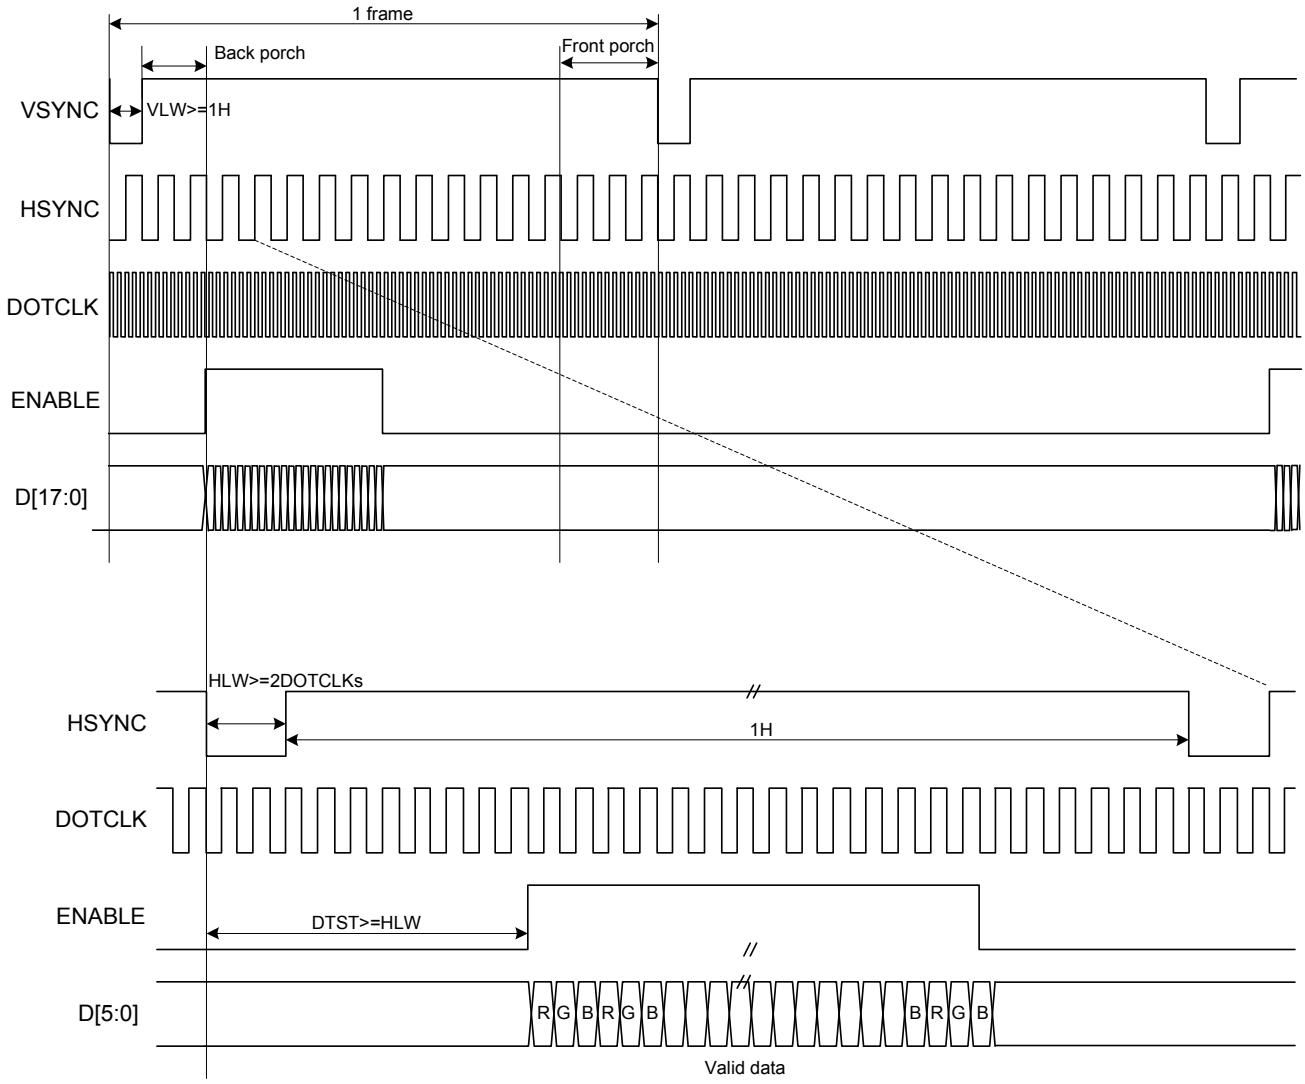 1 frame
Back porch
Front porch
VSYNC
VLW>=1H
HSYNC
DOTCLK
ENABLE
D[17:0]
HLW>=2DOTCLKs
HSYNC
1H
DOTCLK
ENABLE
DTST>=HLW
//
D[5:0]
R G B R G B B R G B
Valid data